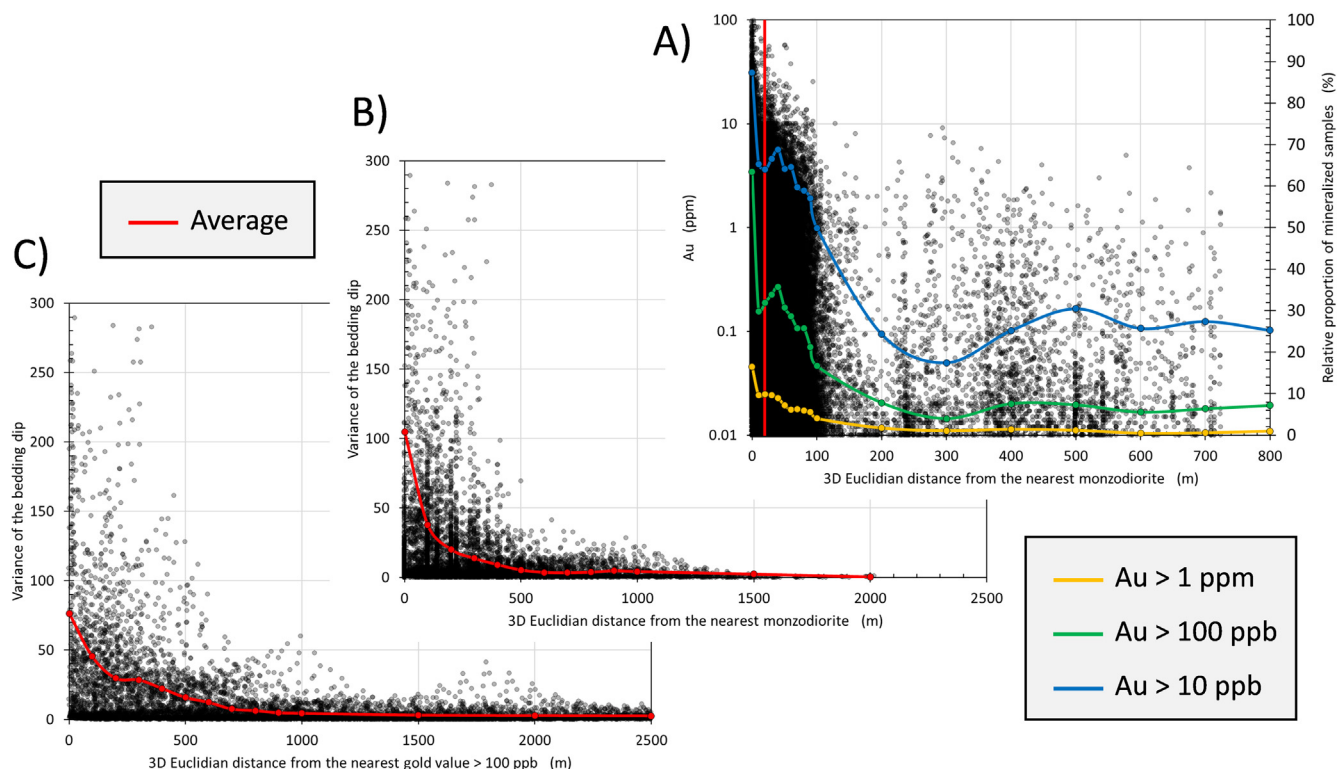 A)
100
10
1
0.1
0.01
Au (ppm)
100
90
80
70
60
50
40
30
20
10
0
Relative proportion of mineralized samples (%)
0 100 200 300 400 500 600 700 800
3D Euclidian distance from the nearest monzodiorite (m)
B)
300
250
200
150
100
50
0
Variance of the bedding dip
0 500 1000 1500 2000 2500
3D Euclidian distance from the nearest monzodiorite (m)
Average
C)
300
250
200
150
100
50
0
Variance of the bedding dip
0 500 1000 1500 2000 2500
3D Euclidian distance from the nearest gold value > 100 ppb (m)
Au > 1 ppm
Au > 100 ppb
Au > 10 ppb